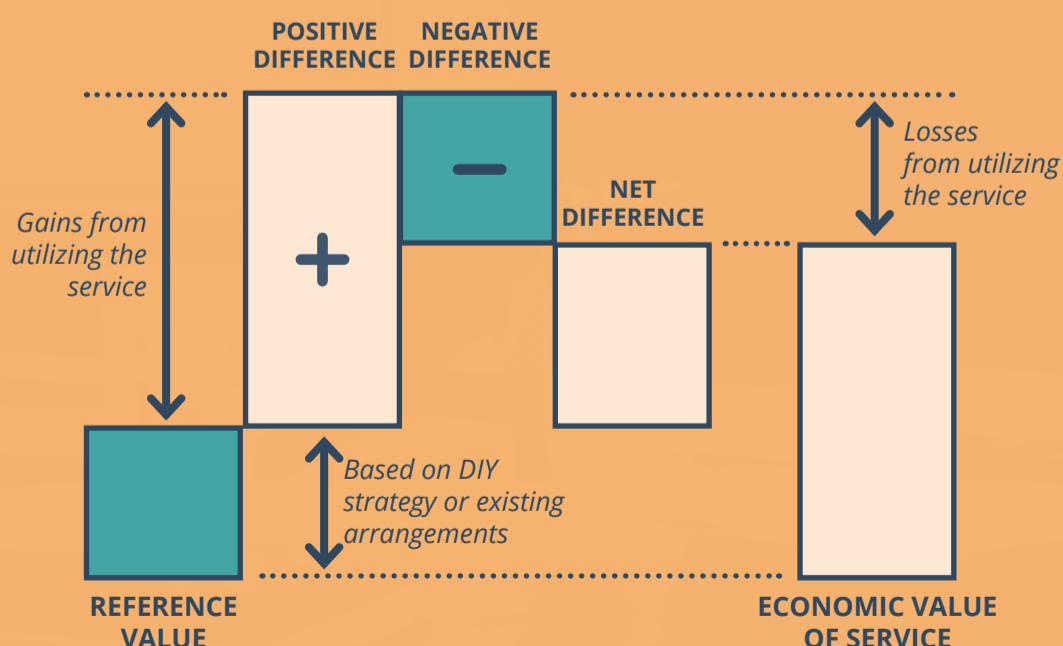 POSITIVE
DIFFERENCE
NEGATIVE
DIFFERENCE
Losses
from utilizing
the service
NET
DIFFERENCE
Gains from
utilizing the
service
Based on DIY
strategy or existing
arrangements
REFERENCE
VALUE
ECONOMIC VALUE
OF SERVICE